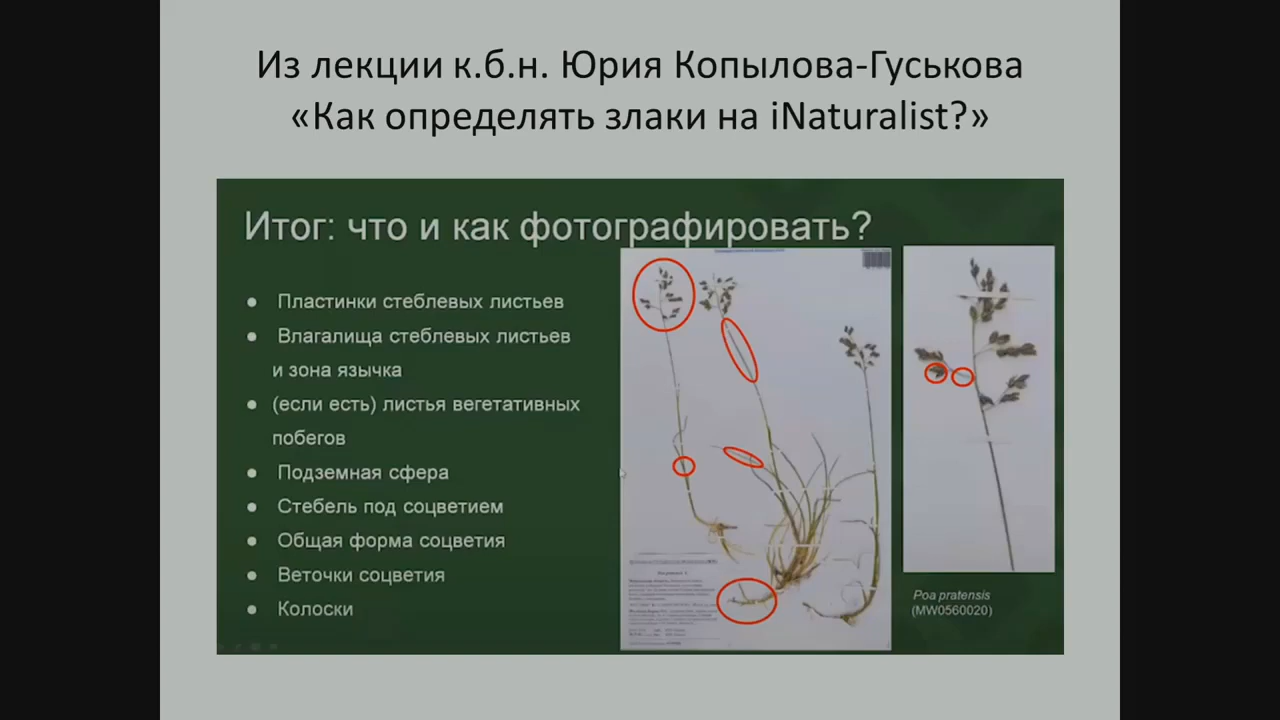 Из лекции к.б.н. Юрия Копылова-Гуськова
«Как определять злаки на iNaturalist?»
Итог: что и как фотографировать?
● Пластинки стеблевых листьев
● Влагалища стеблевых листьев
и зона язычка
● (если есть) листья вегетативных
побегов
● Подземная сфера
● Стебель под соцветием
● Общая форма соцветия
● Веточки соцветия
● Колоски
Poa pratensis
(MW0560020)